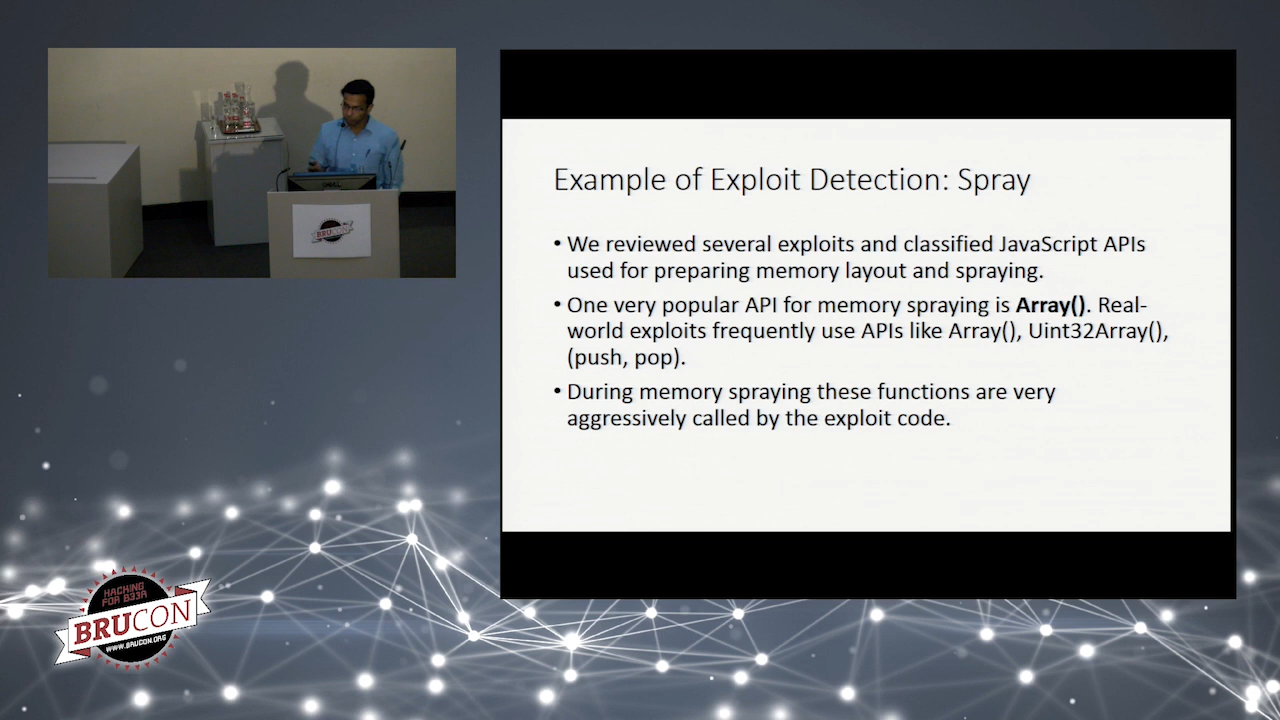 DELL
BRUCON
Example of Exploit Detection: Spray
• We reviewed several exploits and classified JavaScript APIs
used for preparing memory layout and spraying.
• One very popular API for memory spraying is Array(). Real-
world exploits frequently use APIs like Array(), Uint32Array(),
(push, pop).
• During memory spraying these functions are very
aggressively called by the exploit code.
HACKING
FOR B33R
BRUCON
WWW.BRUCON.ORG